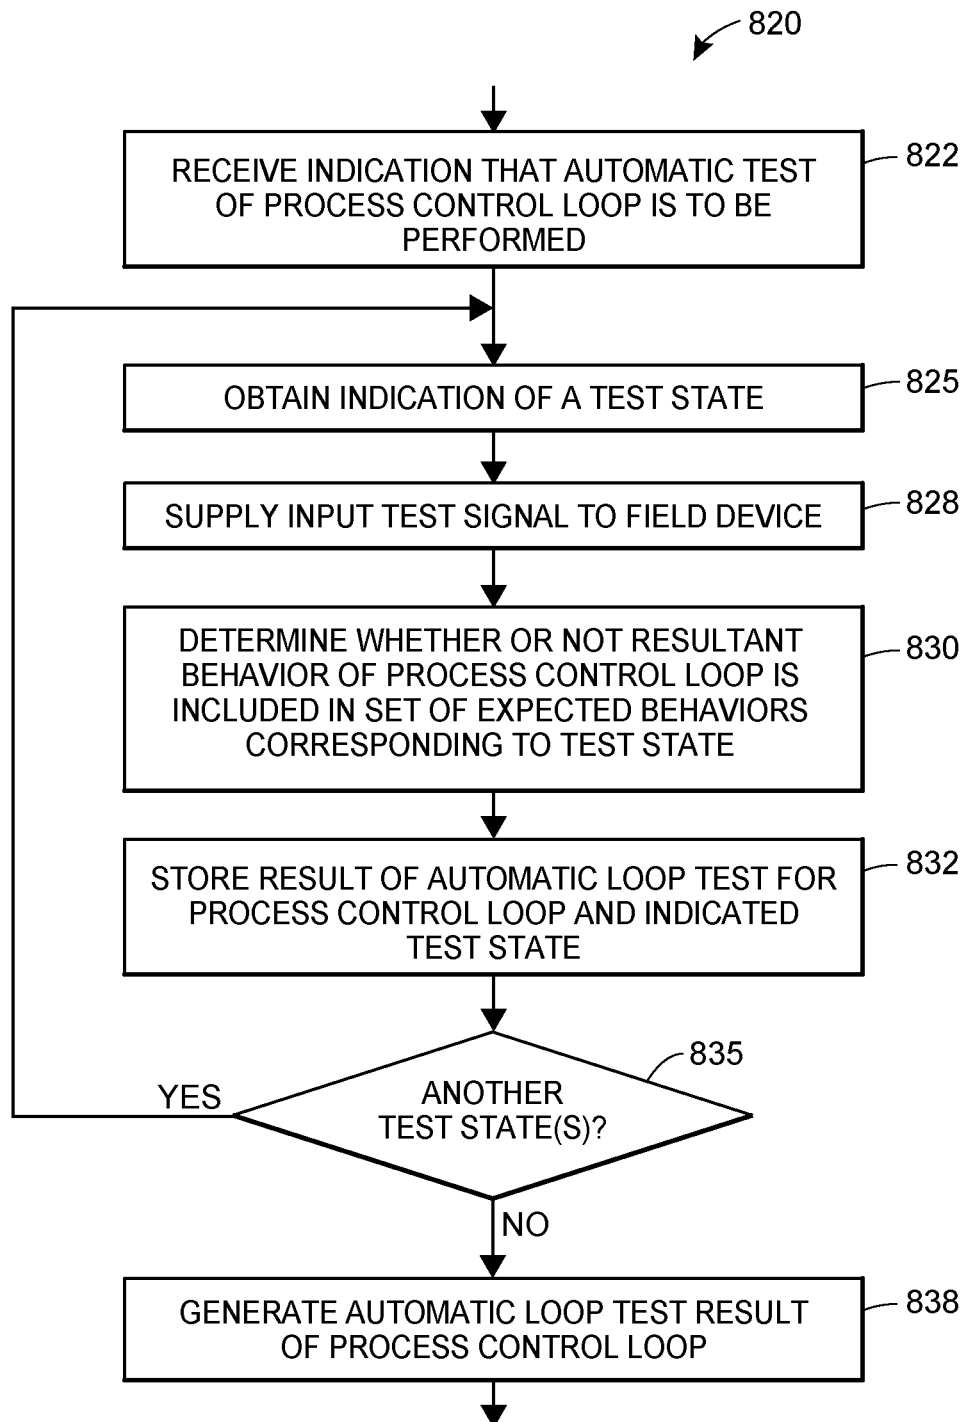 820
RECEIVE INDICATION THAT AUTOMATIC TEST
OF PROCESS CONTROL LOOP IS TO BE
PERFORMED
822
OBTAIN INDICATION OF A TEST STATE
825
SUPPLY INPUT TEST SIGNAL TO FIELD DEVICE
828
DETERMINE WHETHER OR NOT RESULTANT
BEHAVIOR OF PROCESS CONTROL LOOP IS
INCLUDED IN SET OF EXPECTED BEHAVIORS
CORRESPONDING TO TEST STATE
830
STORE RESULT OF AUTOMATIC LOOP TEST FOR
PROCESS CONTROL LOOP AND INDICATED
TEST STATE
832
835
YES
ANOTHER
TEST STATE(S)?
NO
GENERATE AUTOMATIC LOOP TEST RESULT
OF PROCESS CONTROL LOOP
838